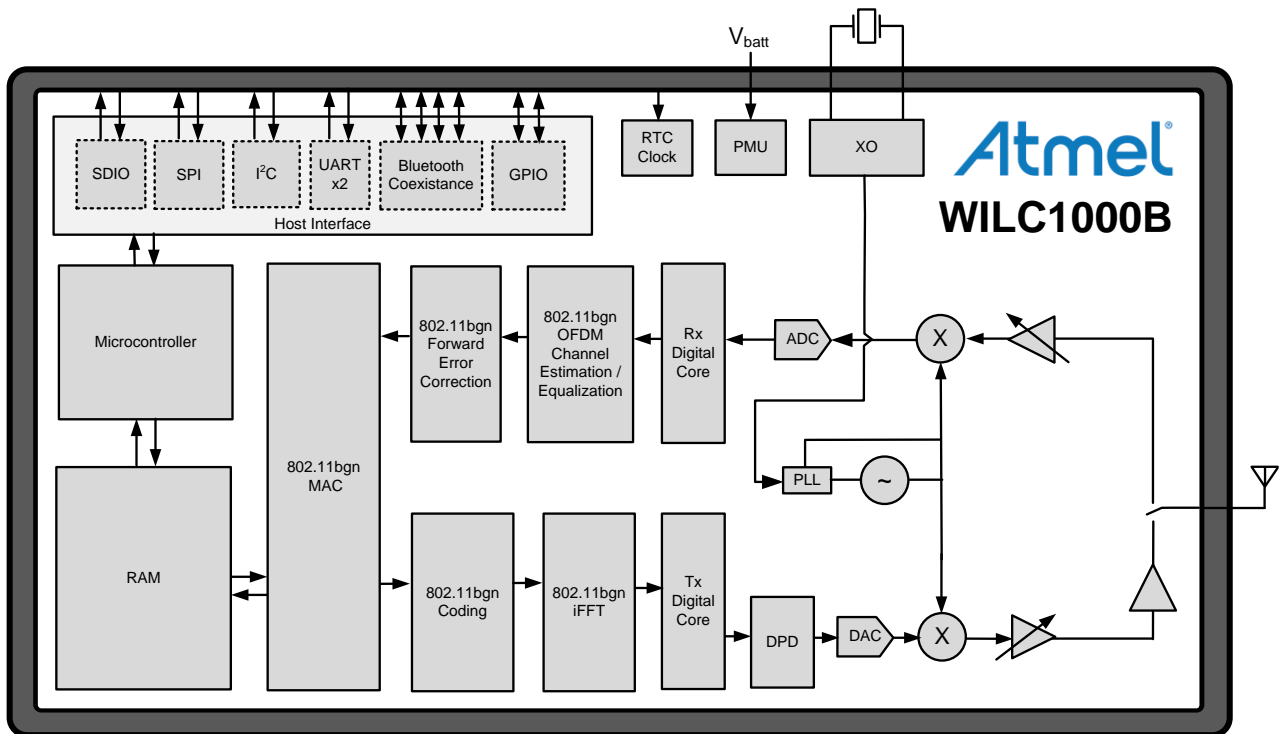 V_batt
SDIO
SPI
I²C
UART
x2
Bluetooth
Coexistance
GPIO
Host Interface
RTC
Clock
PMU
XO
Atmel®
WILC1000B
Microcontroller
RAM
802.11bgn
MAC
802.11bgn
Forward
Error
Correction
802.11bgn
OFDM
Channel
Estimation /
Equalization
Rx
Digital
Core
ADC
X
PLL
~
802.11bgn
Coding
802.11bgn
iFFT
Tx
Digital
Core
DPD
DAC
X